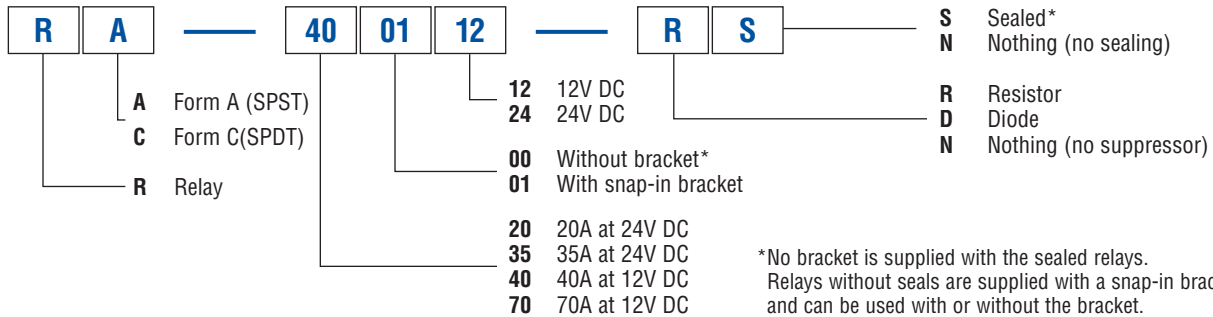 R A — 40 01 12 — R S
S Sealed*
N Nothing (no sealing)
A Form A (SPST)
C Form C(SPDT)
R Relay
12 12V DC
24 24V DC
R Resistor
D Diode
N Nothing (no suppressor)
00 Without bracket*
01 With snap-in bracket
20 20A at 24V DC
35 35A at 24V DC
40 40A at 12V DC
70 70A at 12V DC
*No bracket is supplied with the sealed relays.
Relays without seals are supplied with a snap-in
and can be used with or without the bracket.